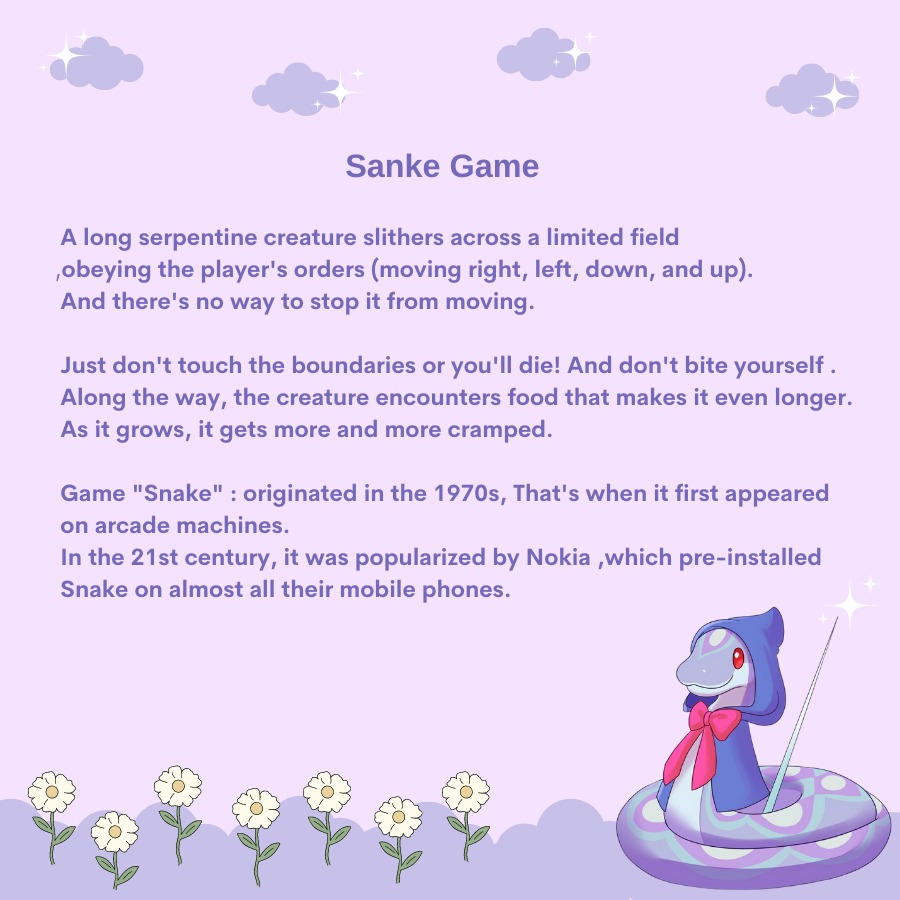 Sanke Game
A long serpentine creature slithers across a limited field
,obeying the player's orders (moving right, left, down, and up).
And there's no way to stop it from moving.
Just don't touch the boundaries or you'll die! And don't bite yourself .
Along the way, the creature encounters food that makes it even longer.
As it grows, it gets more and more cramped.
Game "Snake" : originated in the 1970s, That's when it first appeared
on arcade machines.
In the 21st century, it was popularized by Nokia ,which pre-installed
Snake on almost all their mobile phones.